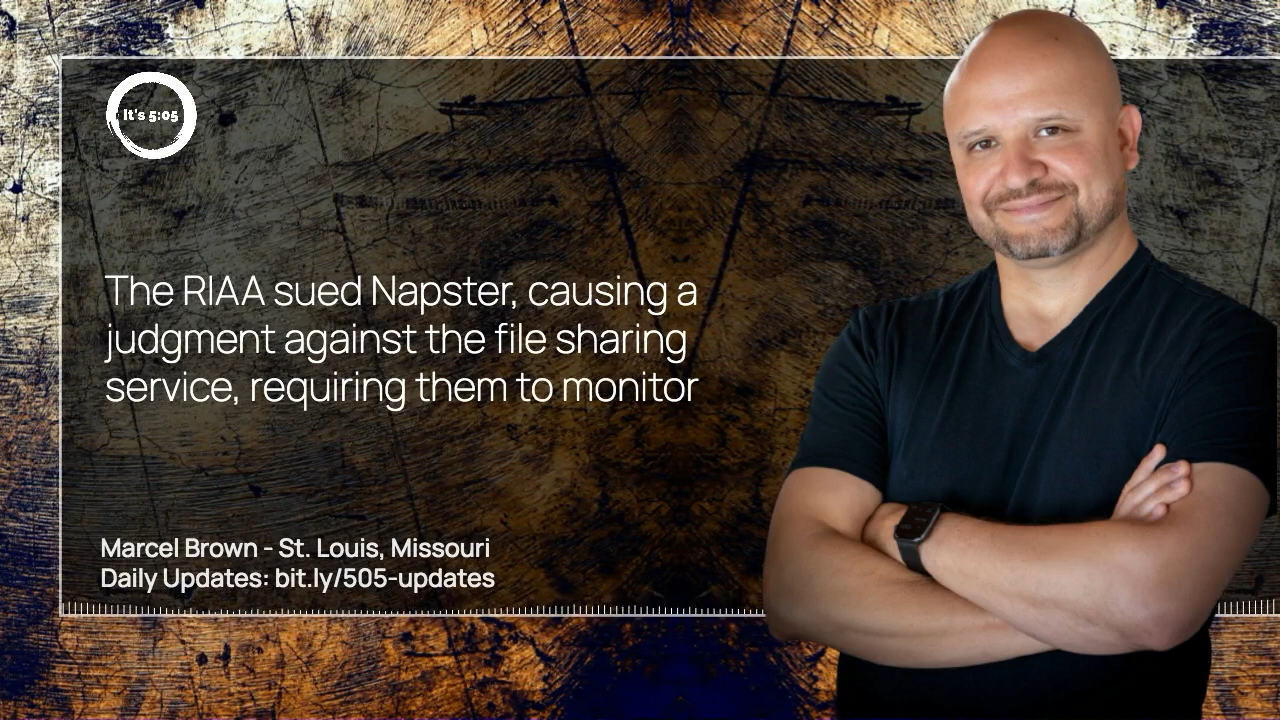 It's 5:05
The RIAA sued Napster, causing a
judgment against the file sharing
service, requiring them to monitor
Marcel Brown - St. Louis, Missouri
Daily Updates: bit.ly/505-updates